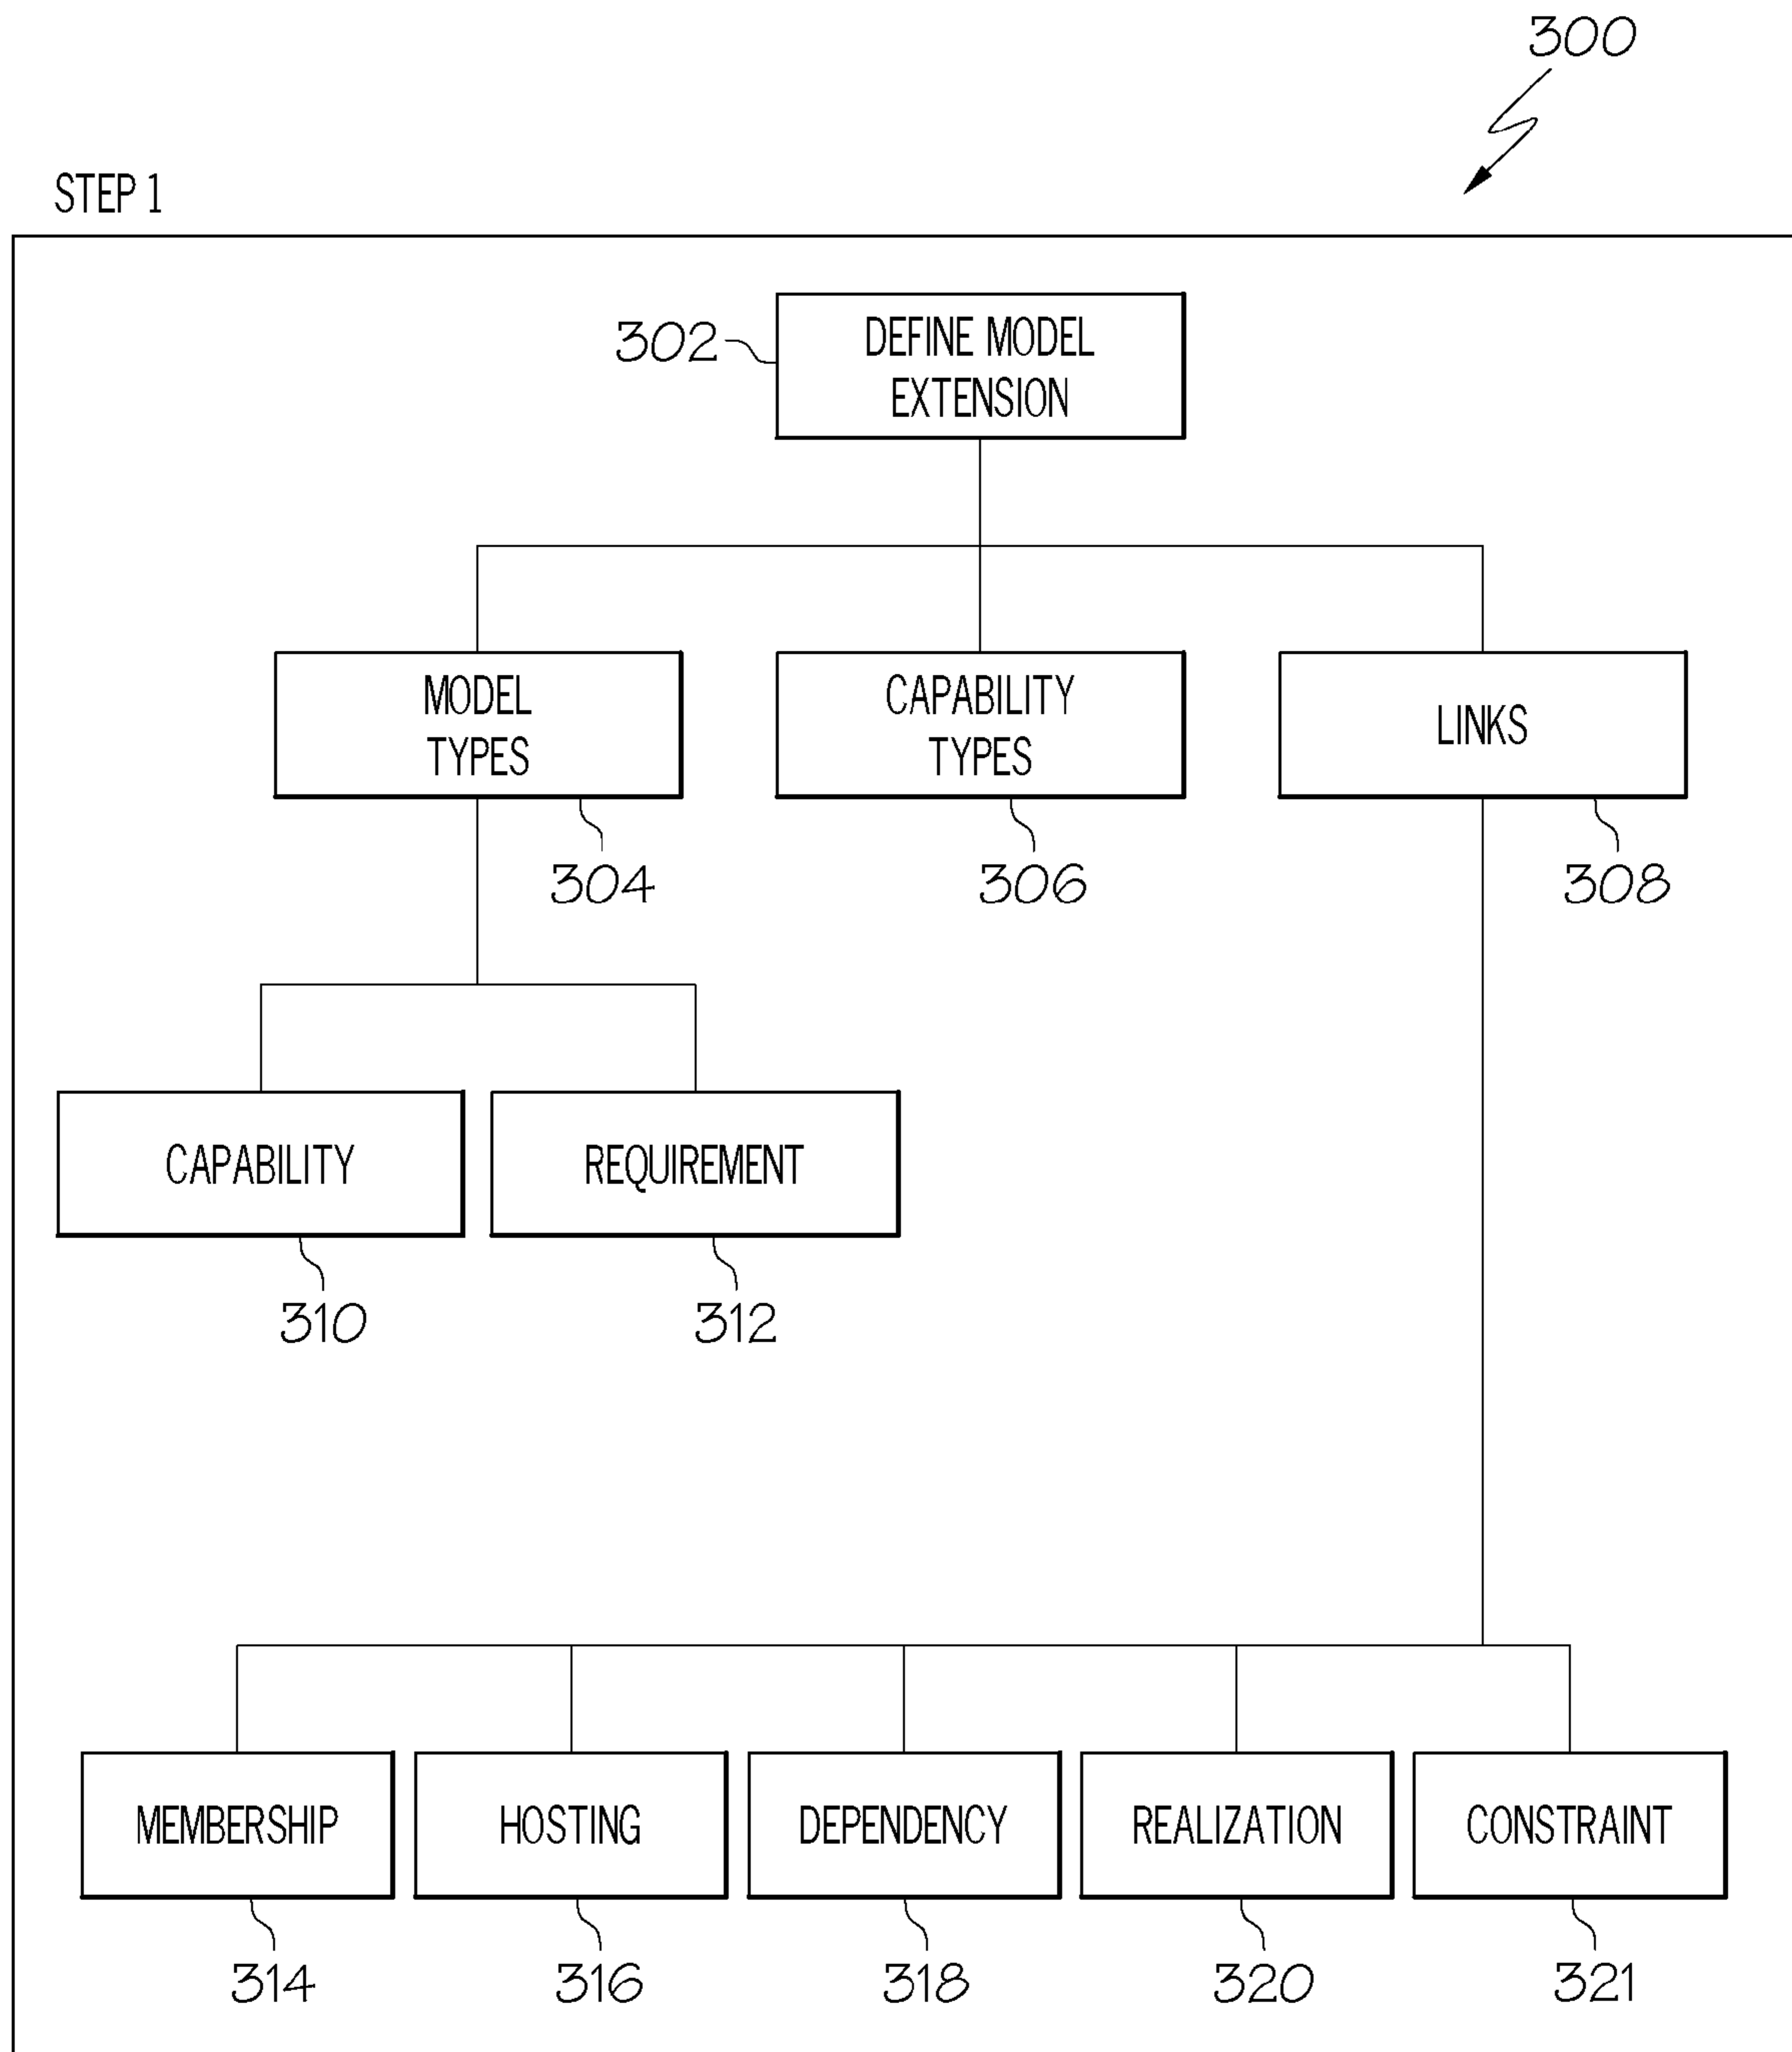 300
STEP 1
302
DEFINE MODEL
EXTENSION
MODEL
TYPES
CAPABILITY
TYPES
LINKS
304
306
308
CAPABILITY
REQUIREMENT
310
312
MEMBERSHIP
HOSTING
DEPENDENCY
REALIZATION
CONSTRAINT
314
316
318
320
321